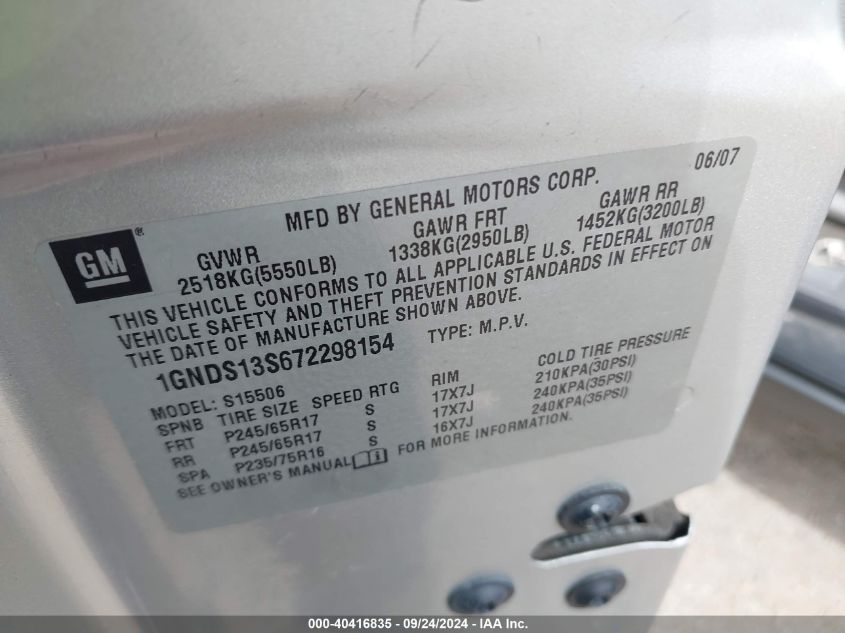 06/07
MFD BY GENERAL MOTORS CORP.
GM®
GVWR GAWR FRT GAWR RR
2518KG(5550LB) 1338KG(2950LB) 1452KG(3200LB)
THIS VEHICLE CONFORMS TO ALL APPLICABLE U.S. FEDERAL MOTOR
VEHICLE SAFETY AND THEFT PREVENTION STANDARDS IN EFFECT ON
THE DATE OF MANUFACTURE SHOWN ABOVE.
1GNDS13S672298154 TYPE: M.P.V.
MODEL: S15506
SPNB TIRE SIZE SPEED RTG RIM COLD TIRE PRESSURE
FRT P245/65R17 S 17X7J 210KPA(30PSI)
RR P245/65R17 S 17X7J 240KPA(35PSI)
SPA P235/75R16 S 16X7J 240KPA(35PSI)
SEE OWNER'S MANUAL FOR MORE INFORMATION.
000-40416835 - 09/24/2024 - IAA Inc.